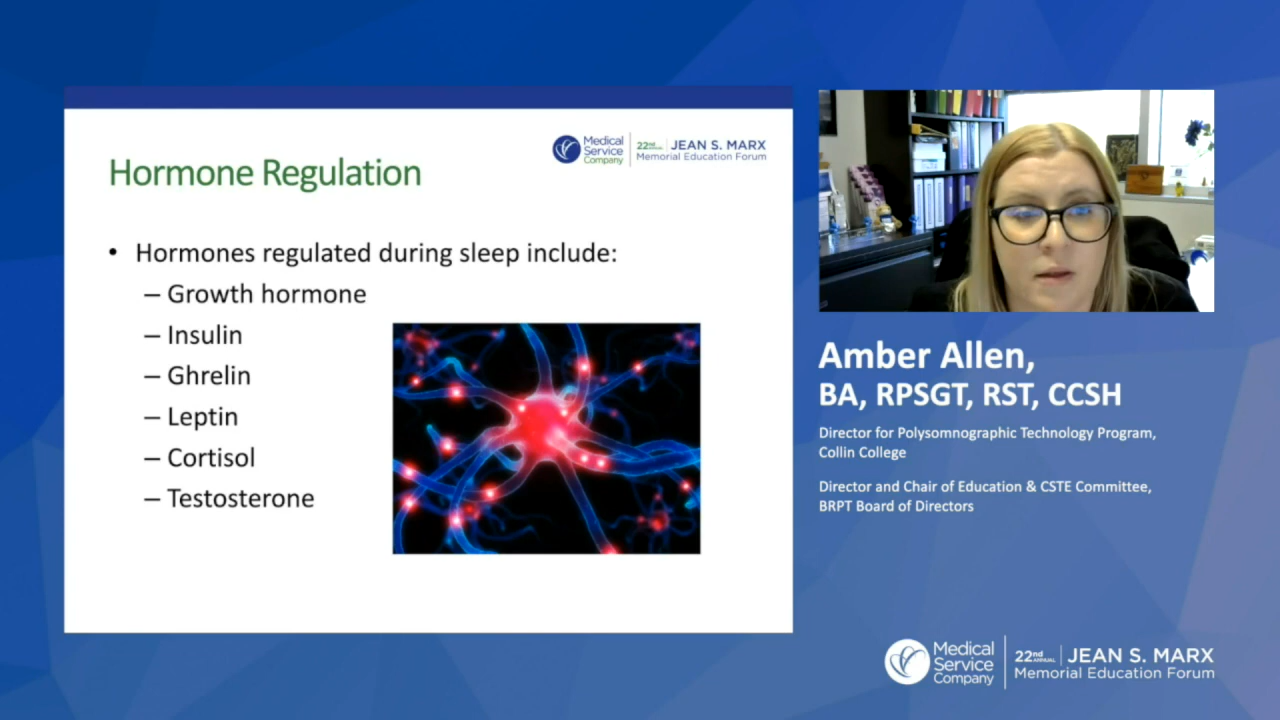 Medical
Service
Company
22nd ANNUAL
JEAN S. MARX
Memorial Education Forum
Hormone Regulation
• Hormones regulated during sleep include:
– Growth hormone
– Insulin
– Ghrelin
– Leptin
– Cortisol
– Testosterone
Amber Allen,
BA, RPSGT, RST, CCSH
Director for Polysomnographic Technology Program,
Collin College
Director and Chair of Education & CSTE Committee,
BRPT Board of Directors
Medical
Service
Company
22nd ANNUAL
JEAN S. MARX
Memorial Education Forum